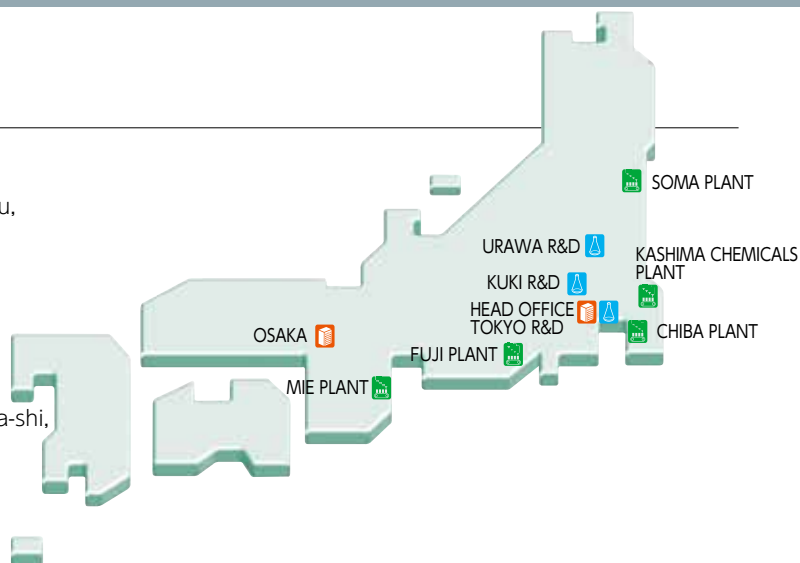 SOMA PLANT
u,
URAWA R&D
KASHIMA CHEMICALS
PLANT
KUKI R&D
HEAD OFFICE
TOKYO R&D
OSAKA
CHIBA PLANT
FUJI PLANT
MIE PLANT
a-shi,